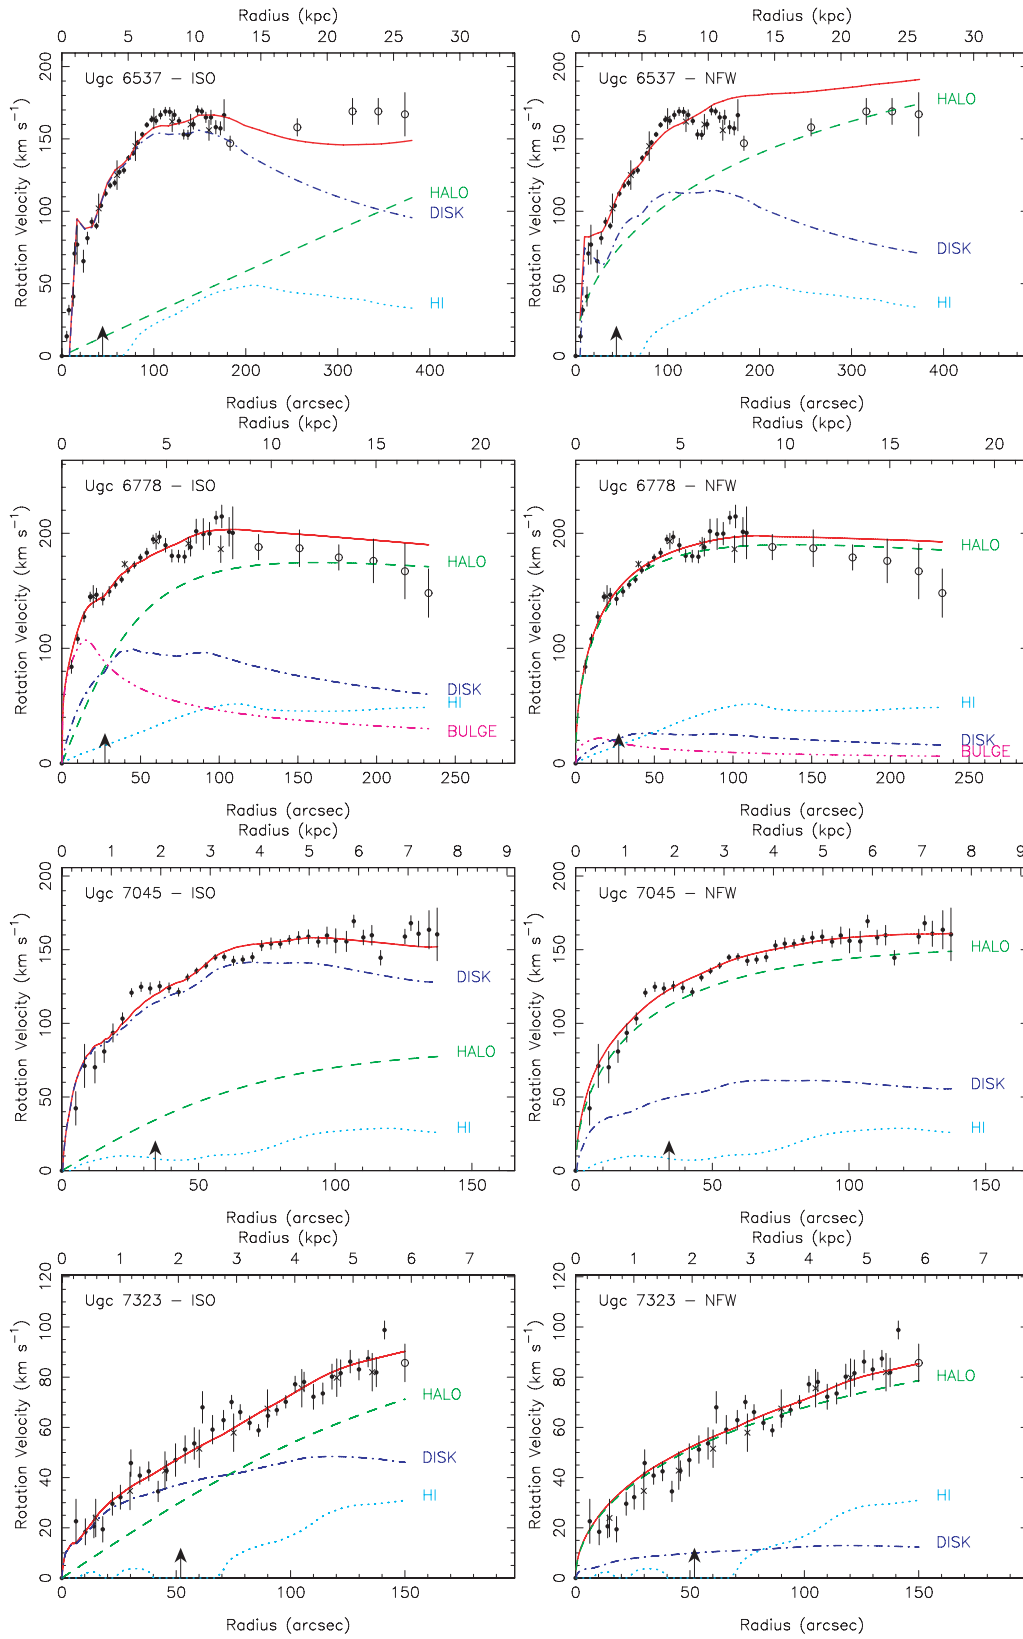 Radius (kpc)
Radius (kpc)
0 5 10 15 20 25 30
0 5 10 15 20 25 30
Rotation Velocity (km s⁻¹)
0 50 100 150 200
Ugc 6537 – ISO
HALO
DISK
HI
Rotation Velocity (km s⁻¹)
0 50 100 150 200
Ugc 6537 – NFW
HALO
DISK
HI
0 100 200 300 400
0 100 200 300 400
Radius (arcsec)
Radius (arcsec)
Radius (kpc)
Radius (kpc)
0 5 10 15 20
0 5 10 15 20
Rotation Velocity (km s⁻¹)
0 100 200
Ugc 6778 – ISO
HALO
DISK
HI
BULGE
Rotation Velocity (km s⁻¹)
0 100 200
Ugc 6778 – NFW
HALO
HI
DISK
BULGE
0 50 100 150 200 250
0 50 100 150 200 250
Radius (arcsec)
Radius (arcsec)
Radius (kpc)
Radius (kpc)
0 1 2 3 4 5 6 7 8 9
0 1 2 3 4 5 6 7 8 9
Rotation Velocity (km s⁻¹)
0 50 100 150 200
Ugc 7045 – ISO
DISK
HALO
HI
Rotation Velocity (km s⁻¹)
0 50 100 150 200
Ugc 7045 – NFW
HALO
DISK
HI
0 50 100 150
0 50 100 150
Radius (arcsec)
Radius (arcsec)
Radius (kpc)
Radius (kpc)
0 1 2 3 4 5 6 7
0 1 2 3 4 5 6 7
Rotation Velocity (km s⁻¹)
0 20 40 60 80 100 120
Ugc 7323 – ISO
HALO
DISK
HI
Rotation Velocity (km s⁻¹)
0 20 40 60 80 100 120
Ugc 7323 – NFW
HALO
HI
DISK
0 50 100 150
0 50 100 150
Radius (arcsec)
Radius (arcsec)